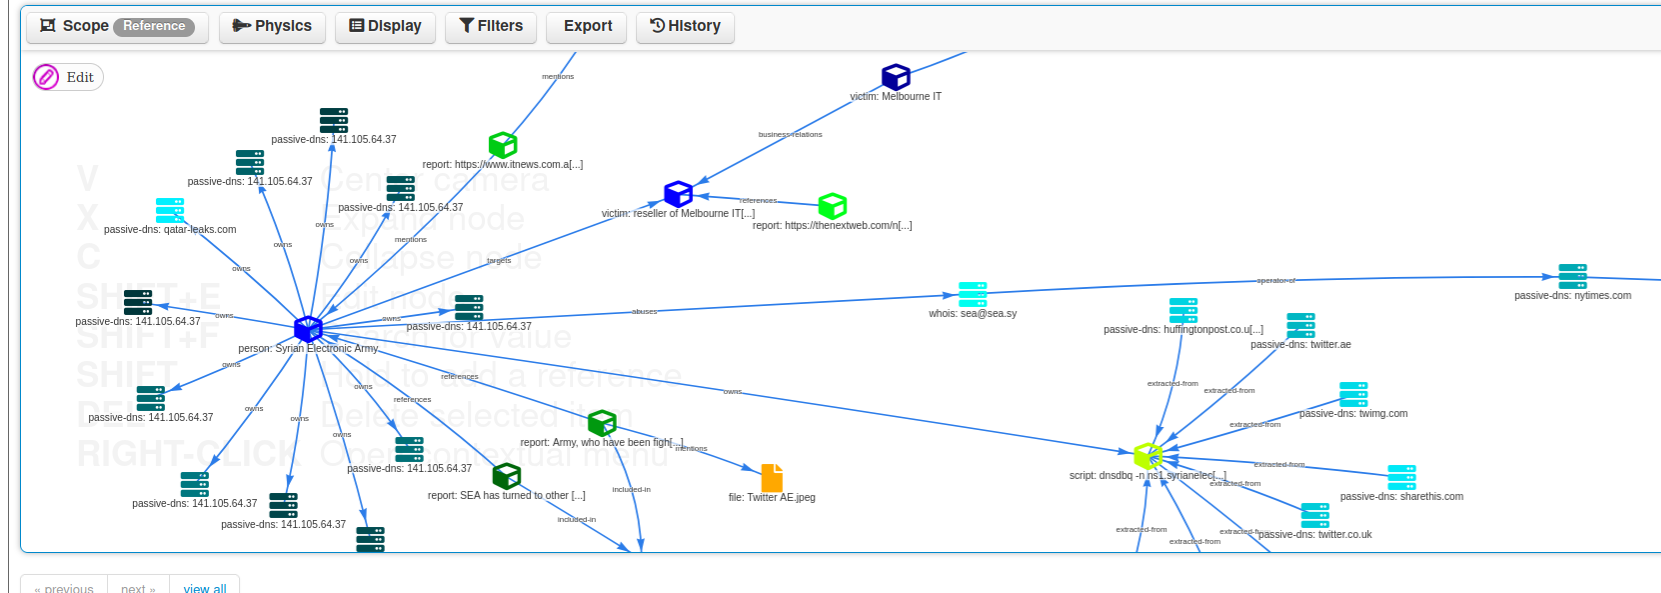 Scope Reference Physics Display Filters Export History
Edit
mentions
victim: Melbourne IT
passive-dns: 141.105.64.37
business-relations
report: https://www.itnews.com.a[...]
passive-dns: 141.105.64.37
V Center camera
passive-dns: 141.105.64.37
references
victim: reseller of Melbourne IT[...]
report: https://thenextweb.com/n[...]
X Expand node
passive-dns: qatar-leaks.com
owns
owns
mentions
C Collapse node
owns
owns
targets
operator-of
passive-dns: nytimes.com
SHIFT+E Edit node
passive-dns: 141.105.64.37
owns
owns
passive-dns: 141.105.64.37
abuses
whois: sea@sea.sy
passive-dns: huffingtonpost.co.u[...]
passive-dns: twitter.ae
SHIFT+F Search for value
person: Syrian Electronic Army
owns
references
SHIFT Hold to add a reference
owns
references
owns
extracted-from
extracted-from
passive-dns: 141.105.64.37
owns
owns
DEL Delete selected item
passive-dns: twimg.com
extracted-from
owns
report: Army, who have been figh[...]
mentions
RIGHT-CLICK Open contextual menu
passive-dns: 141.105.64.37
extracted-from
script: dnsdbq -n ns1.syrianelec[...]
extracted-from
included-in
report: SEA has turned to other [...]
file: Twitter AE.jpeg
passive-dns: sharethis.com
passive-dns: 141.105.64.37
included-in
passive-dns: 141.105.64.37
extracted-from
extracted-from
passive-dns: twitter.co.uk
extracted-from
« previous next » view all